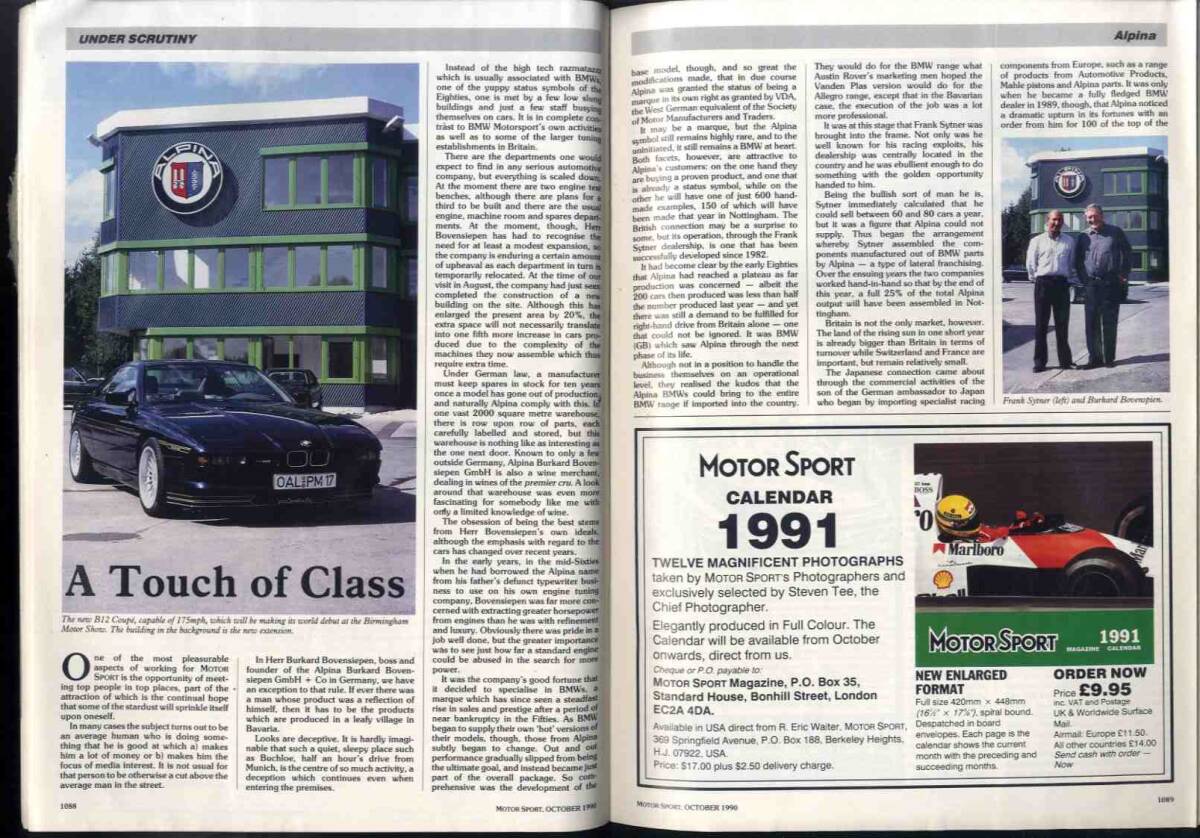 UNDER SCRUTINY
ALPINA
OAL PM 17
A Touch of Class
The new B12 Coupé, capable of 175mph, which will be making its world debut at the Birmingham
Motor Show. The building in the background is the new extension.
One of the most pleasurable
aspects of working for MOTOR
SPORT is the opportunity of meet-
ing top people in top places, part of the
attraction of which is the continual hope
that some of the stardust will sprinkle itself
upon oneself.
In many cases the subject turns out to be
an average human who is doing some-
thing that he is good at which a) makes
him a lot of money or b) makes him the
focus of media interest. It is not usual for
that person to be otherwise a cut above the
average man in the street.
In Herr Burkard Bovensiepen, boss and
founder of the Alpina Burkard Boven-
siepen GmbH + Co in Germany, we have
an exception to that rule. If ever there was
a man whose product was a reflection of
himself, then it has to be the products
which are produced in a leafy village in
Bavaria.
Looks are deceptive. It is hardly imagi-
nable that such a quiet, sleepy place such
as Buchloe, half an hour's drive from
Munich, is the centre of so much activity, a
deception which continues even when
entering the premises.
Instead of the high tech razmatazz
which is usually associated with BMWs,
one of the yuppy status symbols of the
Eighties, one is met by a few low slung
buildings and just a few staff busying
themselves on cars. It is in complete con-
trast to BMW Motorsport's own activities
as well as to some of the larger tuning
establishments in Britain.
There are the departments one would
expect to find in any serious automotive
company, but everything is scaled down.
At the moment there are two engine test
benches, although there are plans for a
third to be built and there are the usual
engine, machine room and spares depart-
ments. At the moment, though, Herr
Bovensiepen has had to recognise the
need for at least a modest expansion, so
the company is enduring a certain amount
of upheaval as each department in turn is
temporarily relocated. At the time of our
visit in August, the company had just seen
completed the construction of a new
building on the site. Although this has
enlarged the present area by 20%, the
extra space will not necessarily translate
into one fifth more increase in cars pro-
duced due to the complexity of the
machines they now assemble which thus
require extra time.
Under German law, a manufacturer
must keep spares in stock for ten years
once a model has gone out of production,
and naturally Alpina comply with this. In
one vast 2000 square metre warehouse,
there is row upon row of parts, each
carefully labelled and stored, but this
warehouse is nothing like as interesting as
the one next door. Known to only a few
outside Germany, Alpina Burkard Boven-
siepen GmbH is also a wine merchant,
dealing in wines of the premier cru. A look
around that warehouse was even more
fascinating for somebody like me with
only a limited knowledge of wine.
The obsession of being the best stems
from Herr Bovensiepen's own ideals,
although the emphasis with regard to the
cars has changed over recent years.
In the early years, in the mid-Sixties
when he had borrowed the Alpina name
from his father's defunct typewriter busi-
ness to use on his own engine tuning
company, Bovensiepen was far more con-
cerned with extracting greater horsepower
from engines than he was with refinement
and luxury. Obviously there was pride in a
job well done, but the greater importance
was to see just how far a standard engine
could be abused in the search for more
power.
It was the company's good fortune that
it decided to specialise in BMWs, a
marque which has since seen a steadfast
rise in sales and prestige after a period of
near bankruptcy in the Fifties. As BMW
began to supply their own 'hot' versions of
their models, though, those from Alpina
subtly began to change. Out and out
performance gradually slipped from being
the ultimate goal, and instead became just
part of the overall package. So com-
prehensive was the development of the
1088
MOTOR SPORT, OCTOBER 1990
Alpina
base model, though, and so great the
modifications made, that in due course
Alpina was granted the status of being a
marque in its own right as granted by VDA,
the West German equivalent of the Society
of Motor Manufacturers and Traders.
It may be a marque, but the Alpina
symbol still remains highly rare, and to the
uninitiated, it still remains a BMW at heart.
Both facets, however, are attractive to
Alpina's customers; on the one hand they
are buying a proven product, and one that
is already a status symbol, while on the
other he will have one of just 600 hand-
made examples, 150 of which will have
been made that year in Nottingham. The
British connection may be a surprise to
some, but its operation, through the Frank
Sytner dealership, is one that has been
successfully developed since 1982.
It had become clear by the early Eighties
that Alpina had reached a plateau as far as
production was concerned — albeit the
200 cars then produced was less than half
the number produced last year — and yet
there was still a demand to be fulfilled for
right-hand drive from Britain alone — one
that could not be ignored. It was BMW
(GB) which saw Alpina through the next
phase of its life.
Although not in a position to handle the
business themselves on an operational
level, they realised the kudos that the
Alpina BMWs could bring to the entire
BMW range if imported into the country.
They would do for the BMW range what
Austin Rover's marketing men hoped the
Vanden Plas version would do for the
Allegro range, except that in the Bavarian
case, the execution of the job was a lot
more professional.
It was at this stage that Frank Sytner was
brought into the frame. Not only was he
well known for his racing exploits, his
dealership was centrally located in the
country and he was ebullient enough to do
something with the golden opportunity
handed to him.
Being the bullish sort of man he is,
Sytner immediately calculated that he
could sell between 60 and 80 cars a year,
but it was a figure that Alpina could not
supply. Thus began the arrangement
whereby Sytner assembled the com-
ponents manufactured out of BMW parts
by Alpina — a type of lateral franchising.
Over the ensuing years the two companies
worked hand-in-hand so that by the end of
this year, a full 25% of the total Alpina
output will have been assembled in Not-
tingham.
Britain is not the only market, however.
The land of the rising sun in one short year
is already bigger than Britain in terms of
turnover while Switzerland and France are
important, but remain relatively small.
The Japanese connection came about
through the commercial activities of the
son of the German ambassador to Japan
who began by importing specialist racing
components from Europe, such as a range
of products from Automotive Products,
Mahle pistons and Alpina parts. It was only
when he became a fully fledged BMW
dealer in 1989, though, that Alpina noticed
a dramatic upturn in its fortunes with an
order from him for 100 of the top of the
Frank Sytner (left) and Burkard Bovenspien.
MOTOR SPORT
CALENDAR
1991
TWELVE MAGNIFICENT PHOTOGRAPHS
taken by MOTOR SPORT'S Photographers and
exclusively selected by Steven Tee, the
Chief Photographer.
Elegantly produced in Full Colour. The
Calendar will be available from October
onwards, direct from us.
Cheque or P.O. payable to:
MOTOR SPORT Magazine, P.O. Box 35,
Standard House, Bonhill Street, London
EC2A 4DA.
Available in USA direct from R. Eric Waiter, MOTOR SPORT,
369 Springfield Avenue, P.O. Box 188, Berkeley Heights,
H.J. 07922, USA.
Price: $17.00 plus $2.50 delivery charge.
BOSS
Marlboro
Shell
MOTOR SPORT
MAGAZINE
1991
CALENDAR
NEW ENLARGED
FORMAT
Full size 420mm × 448mm
(16½" × 17⅝"), spiral bound.
Despatched in board
envelopes. Each page is the
calendar shows the current
month with the preceding and
succeeding months.
ORDER NOW
Price £9.95
inc. VAT and Postage
UK & Worldwide Surface
Mail.
Airmail: Europe £11.50.
All other countries £14.00
Send cash with order —
Now
MOTOR SPORT, OCTOBER 1990
1089